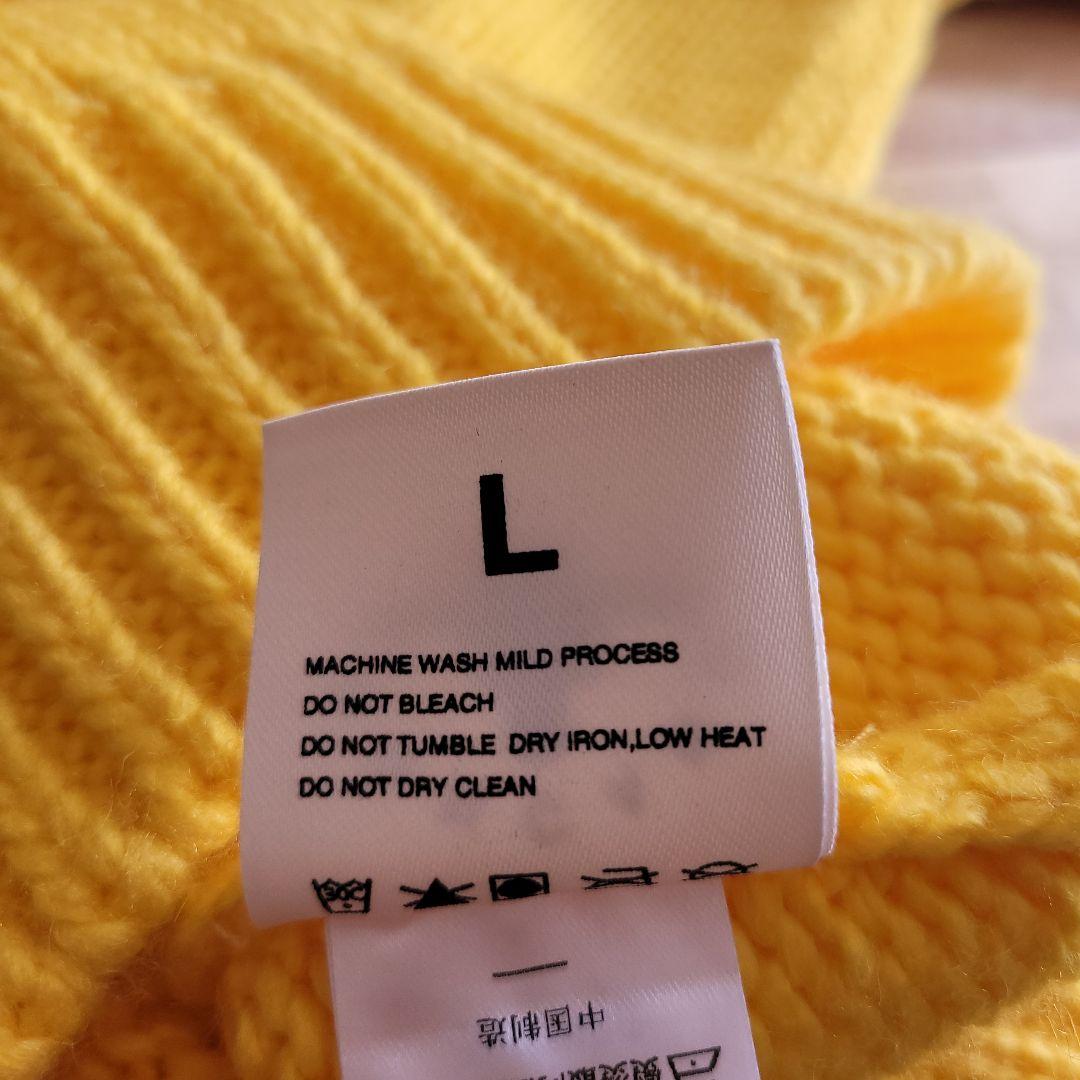 L
MACHINE WASH MILD PROCESS
DO NOT BLEACH
DO NOT TUMBLE DRY IRON,LOW HEAT
DO NOT DRY CLEAN
30C
中国制造